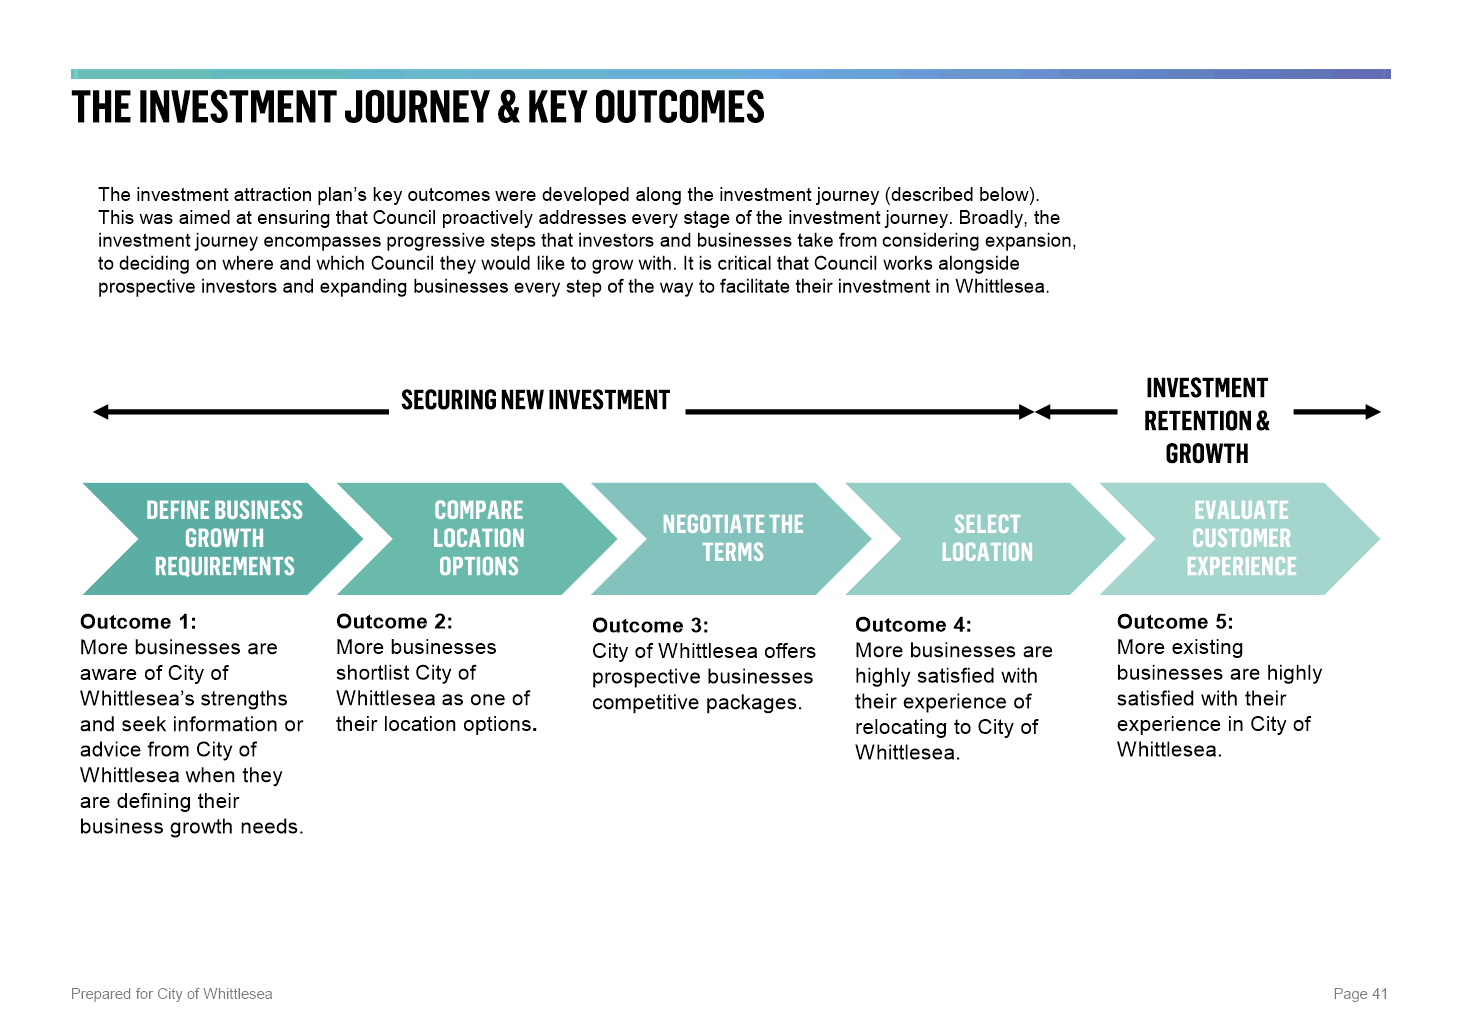 THE INVESTMENT JOURNEY & KEY OUTCOMES
The investment attraction plan's key outcomes were developed along the investment journey (described below).
This was aimed at ensuring that Council proactively addresses every stage of the investment journey. Broadly, the
investment journey encompasses progressive steps that investors and businesses take from considering expansion,
to deciding on where and which Council they would like to grow with. It is critical that Council works alongside
prospective investors and expanding businesses every step of the way to facilitate their investment in Whittlesea.
SECURING NEW INVESTMENT
INVESTMENT
RETENTION &
GROWTH
DEFINE BUSINESS
GROWTH
REQUIREMENTS
COMPARE
LOCATION
OPTIONS
NEGOTIATE THE
TERMS
SELECT
LOCATION
EVALUATE
CUSTOMER
EXPERIENCE
Outcome 1:
More businesses are
aware of City of
Whittlesea's strengths
and seek information or
advice from City of
Whittlesea when they
are defining their
business growth needs.
Outcome 2:
More businesses
shortlist City of
Whittlesea as one of
their location options.
Outcome 3:
City of Whittlesea offers
prospective businesses
competitive packages.
Outcome 4:
More businesses are
highly satisfied with
their experience of
relocating to City of
Whittlesea.
Outcome 5:
More existing
businesses are highly
satisfied with their
experience in City of
Whittlesea.
Prepared for City of Whittlesea
Page 41